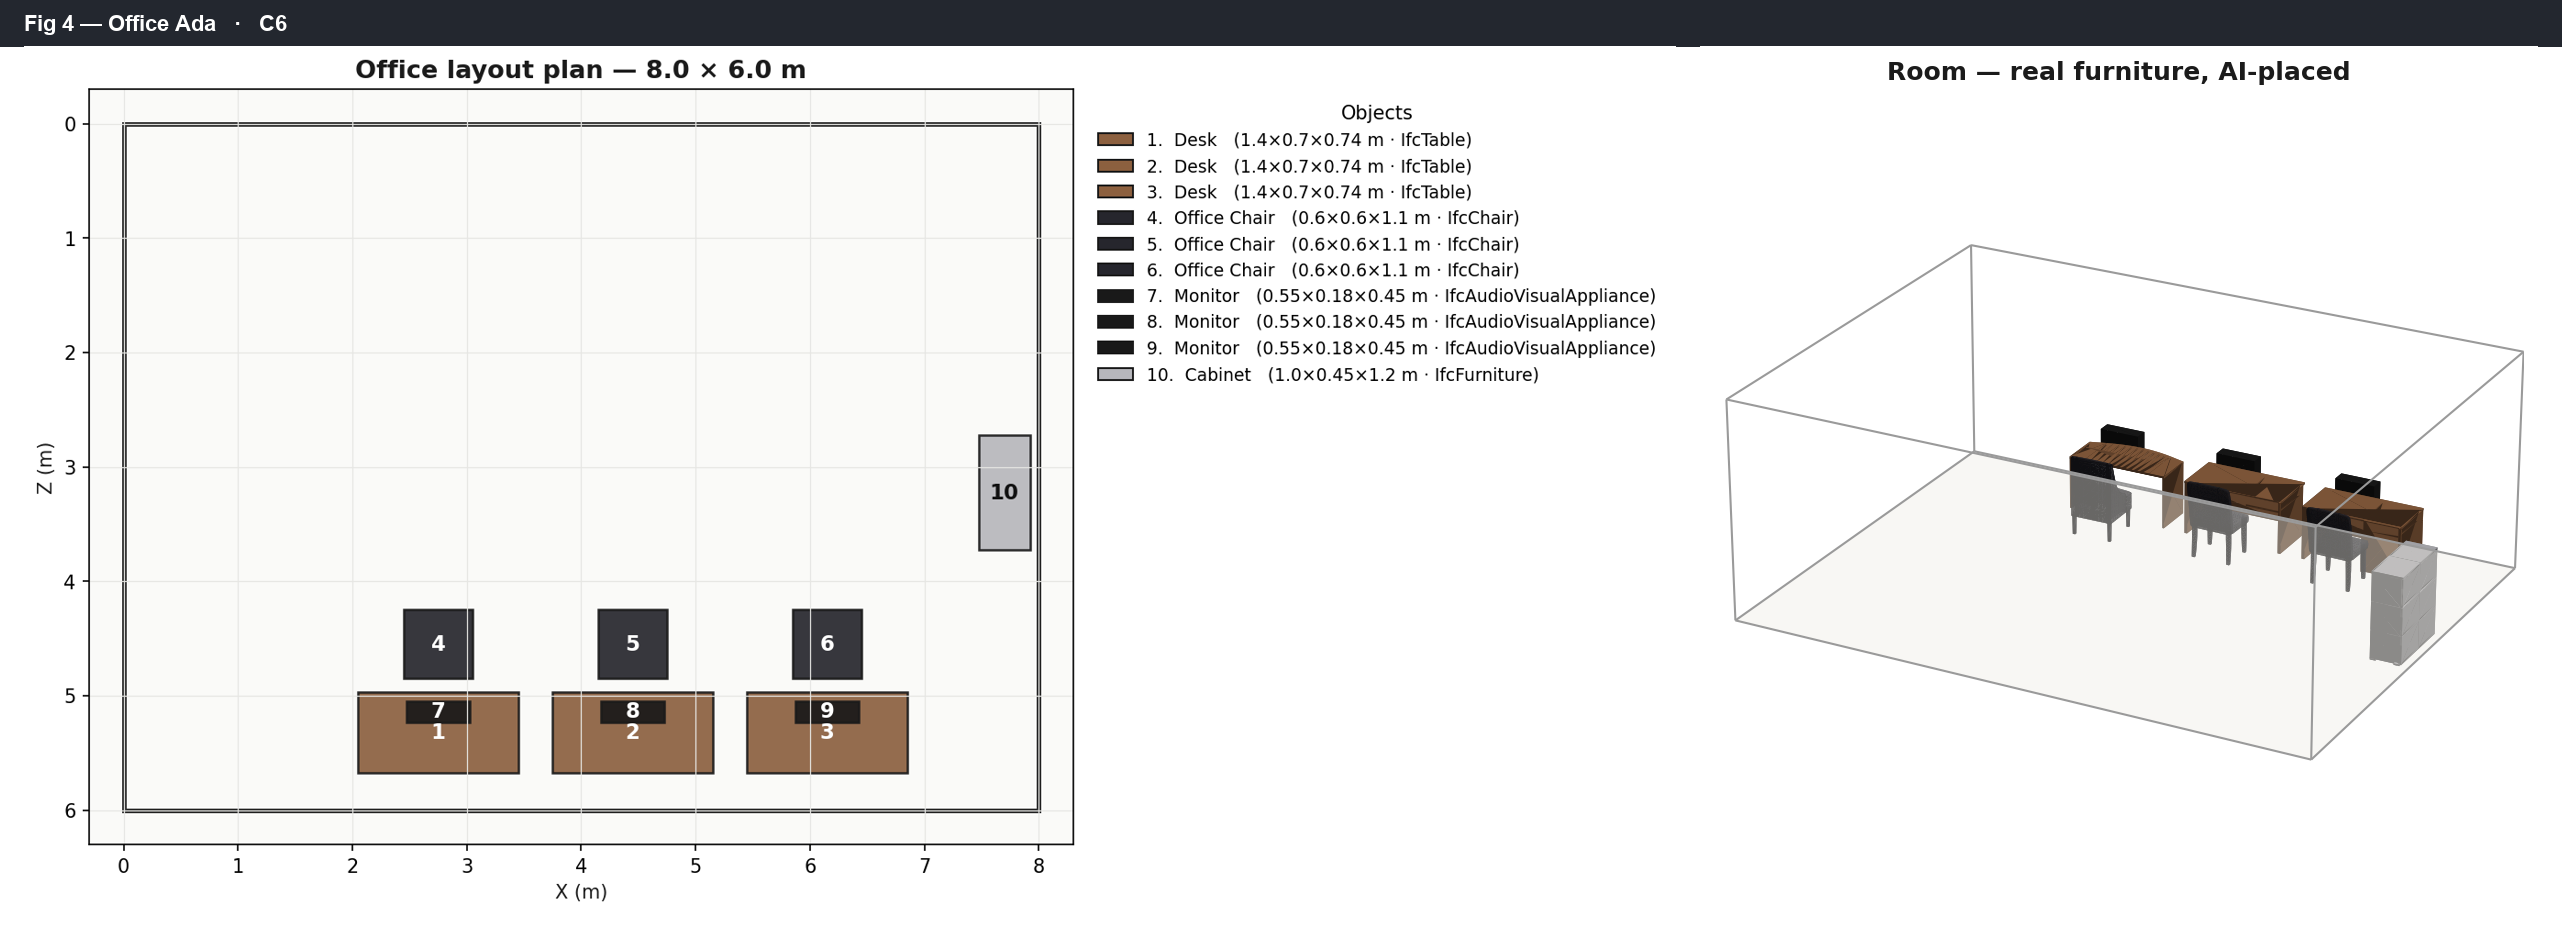 Fig 4 — Office Ada · C6
Office layout plan — 8.0 × 6.0 m
0
1
2
3
4
5
6
Z (m)
10
4 5 6
7 8 9
1 2 3
0 1 2 3 4 5 6 7 8
X (m)
Objects
1. Desk (1.4×0.7×0.74 m · IfcTable)
2. Desk (1.4×0.7×0.74 m · IfcTable)
3. Desk (1.4×0.7×0.74 m · IfcTable)
4. Office Chair (0.6×0.6×1.1 m · IfcChair)
5. Office Chair (0.6×0.6×1.1 m · IfcChair)
6. Office Chair (0.6×0.6×1.1 m · IfcChair)
7. Monitor (0.55×0.18×0.45 m · IfcAudioVisualAppliance)
8. Monitor (0.55×0.18×0.45 m · IfcAudioVisualAppliance)
9. Monitor (0.55×0.18×0.45 m · IfcAudioVisualAppliance)
10. Cabinet (1.0×0.45×1.2 m · IfcFurniture)
Room — real furniture, AI-placed